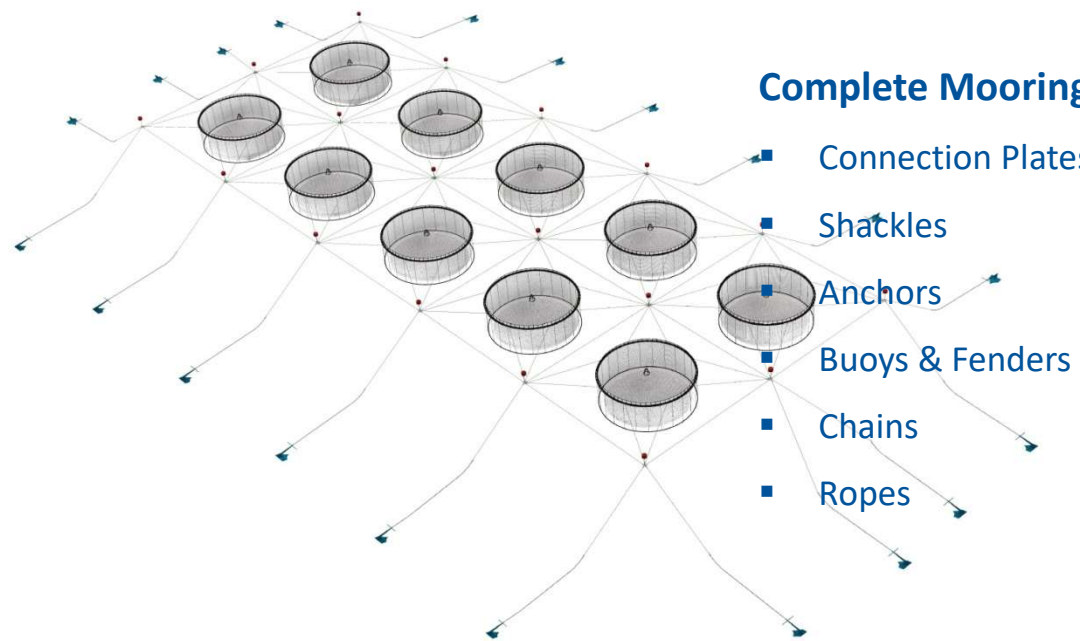 Complete Mooring
▪ Connection Plates
▪ Shackles
▪ Anchors
▪ Buoys & Fenders
▪ Chains
▪ Ropes